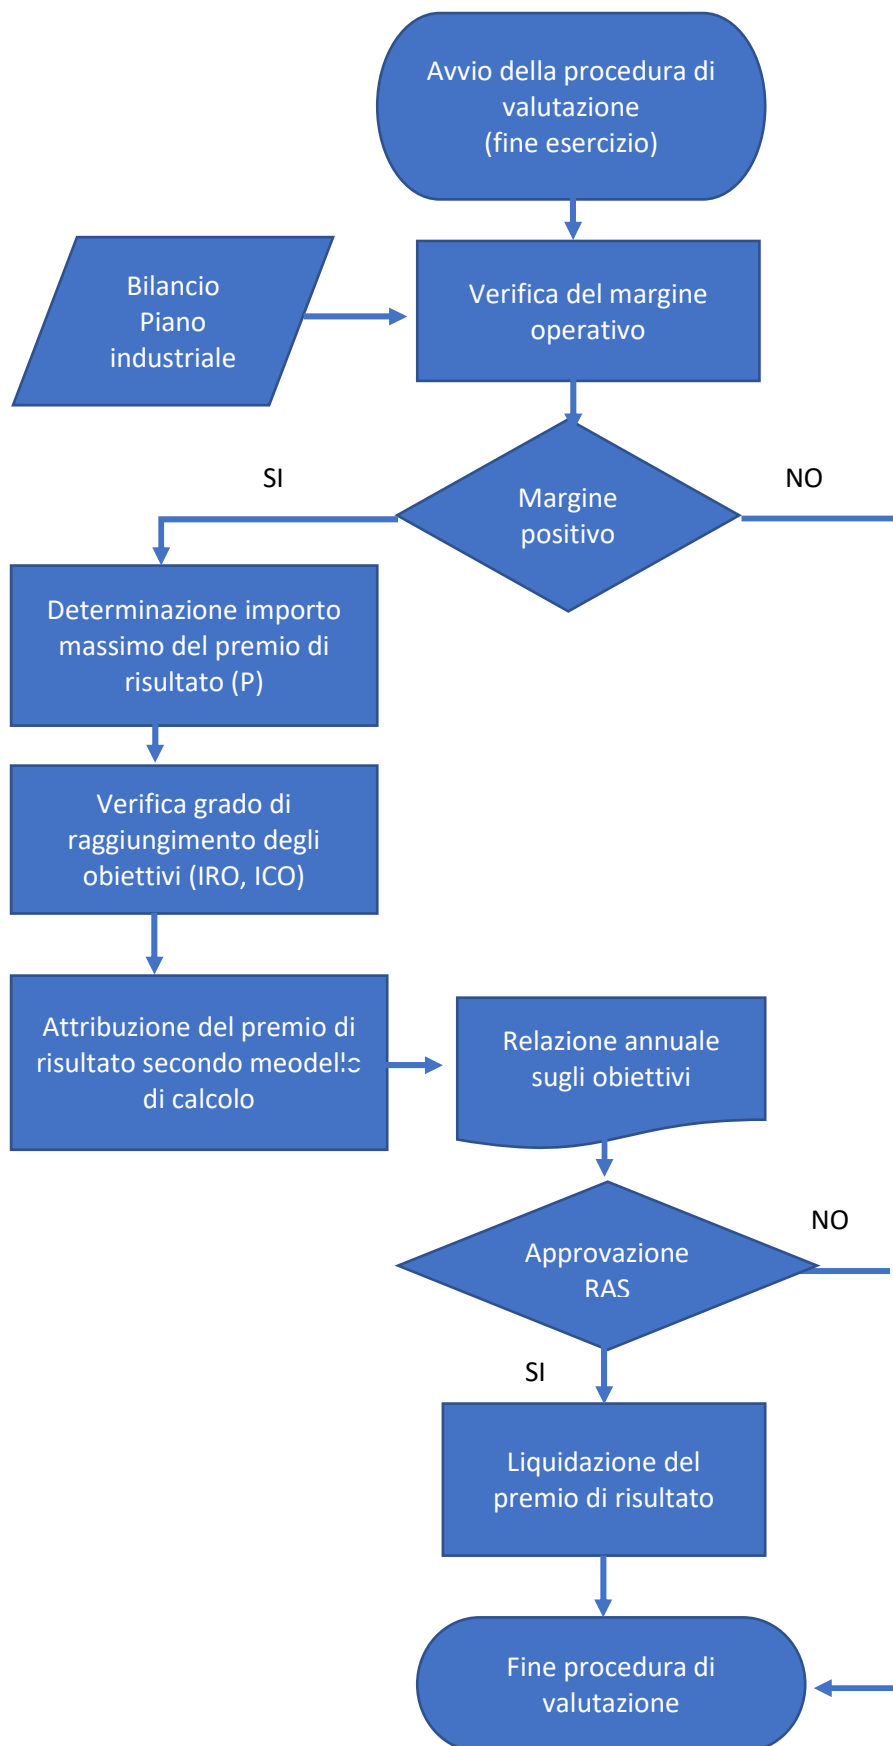 Avvio della procedura di
valutazione
(fine esercizio)
Bilancio
Piano
industriale
Verifica del margine
operativo
SI
NO
Margine
positivo
Determinazione importo
massimo del premio di
risultato (P)
Verifica grado di
raggiungimento degli
obiettivi (IRO, ICO)
Attribuzione del premio di
risultato secondo meodello
di calcolo
Relazione annuale
sugli obiettivi
NO
Approvazione
RAS
SI
Liquidazione del
premio di risultato
Fine procedura di
valutazione